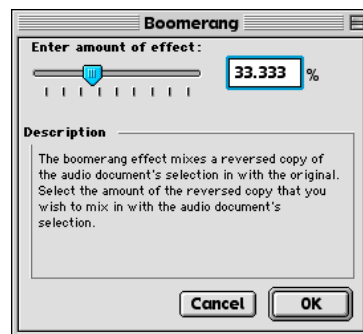 Boomerang
Enter amount of effect:
33.333 %
Description
The boomerang effect mixes a reversed copy of
the audio document's selection in with the original.
Select the amount of the reversed copy that you
wish to mix in with the audio document's
selection.
Cancel OK